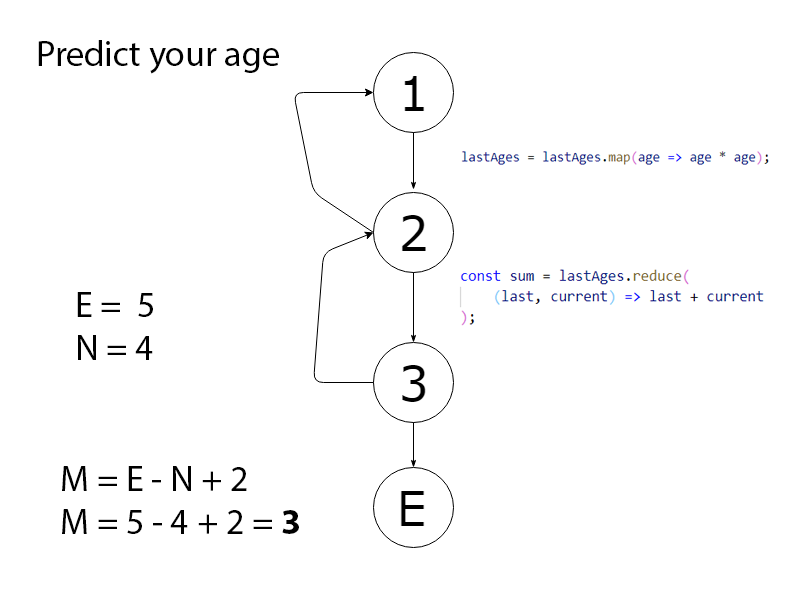 Predict your age
1
lastAges = lastAges.map(age => age * age);
2
const sum = lastAges.reduce(
(last, current) => last + current
);
E = 5
N = 4
3
M = E - N + 2
M = 5 - 4 + 2 = 3
E